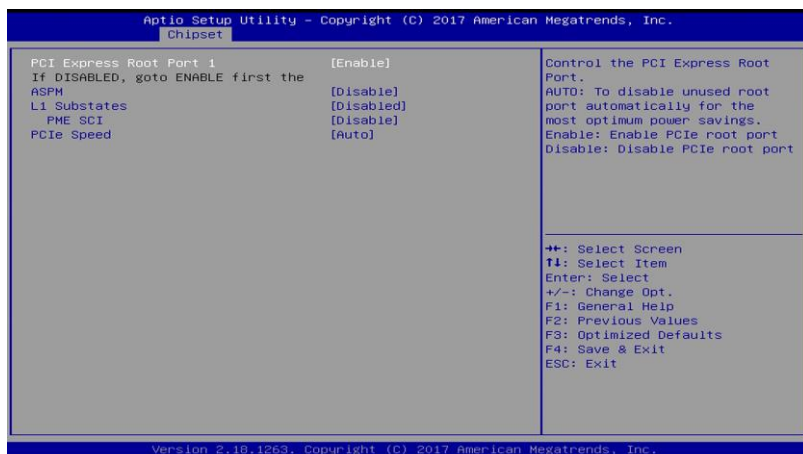 Aptio Setup Utility – Copyright (C) 2017 American Megatrends, Inc.
Chipset
PCI Express Root Port 1 [Enable]
If DISABLED, goto ENABLE first the
ASPM [Disable]
L1 Substates [Disabled]
PME SCI [Disable]
PCIe Speed [Auto]
Control the PCI Express Root
Port.
AUTO: To disable unused root
port automatically for the
most optimum power savings.
Enable: Enable PCIe root port
Disable: Disable PCIe root port
→←: Select Screen
↑↓: Select Item
Enter: Select
+/-: Change Opt.
F1: General Help
F2: Previous Values
F3: Optimized Defaults
F4: Save & Exit
ESC: Exit
Version 2.18.1263. Copyright (C) 2017 American Megatrends, Inc.